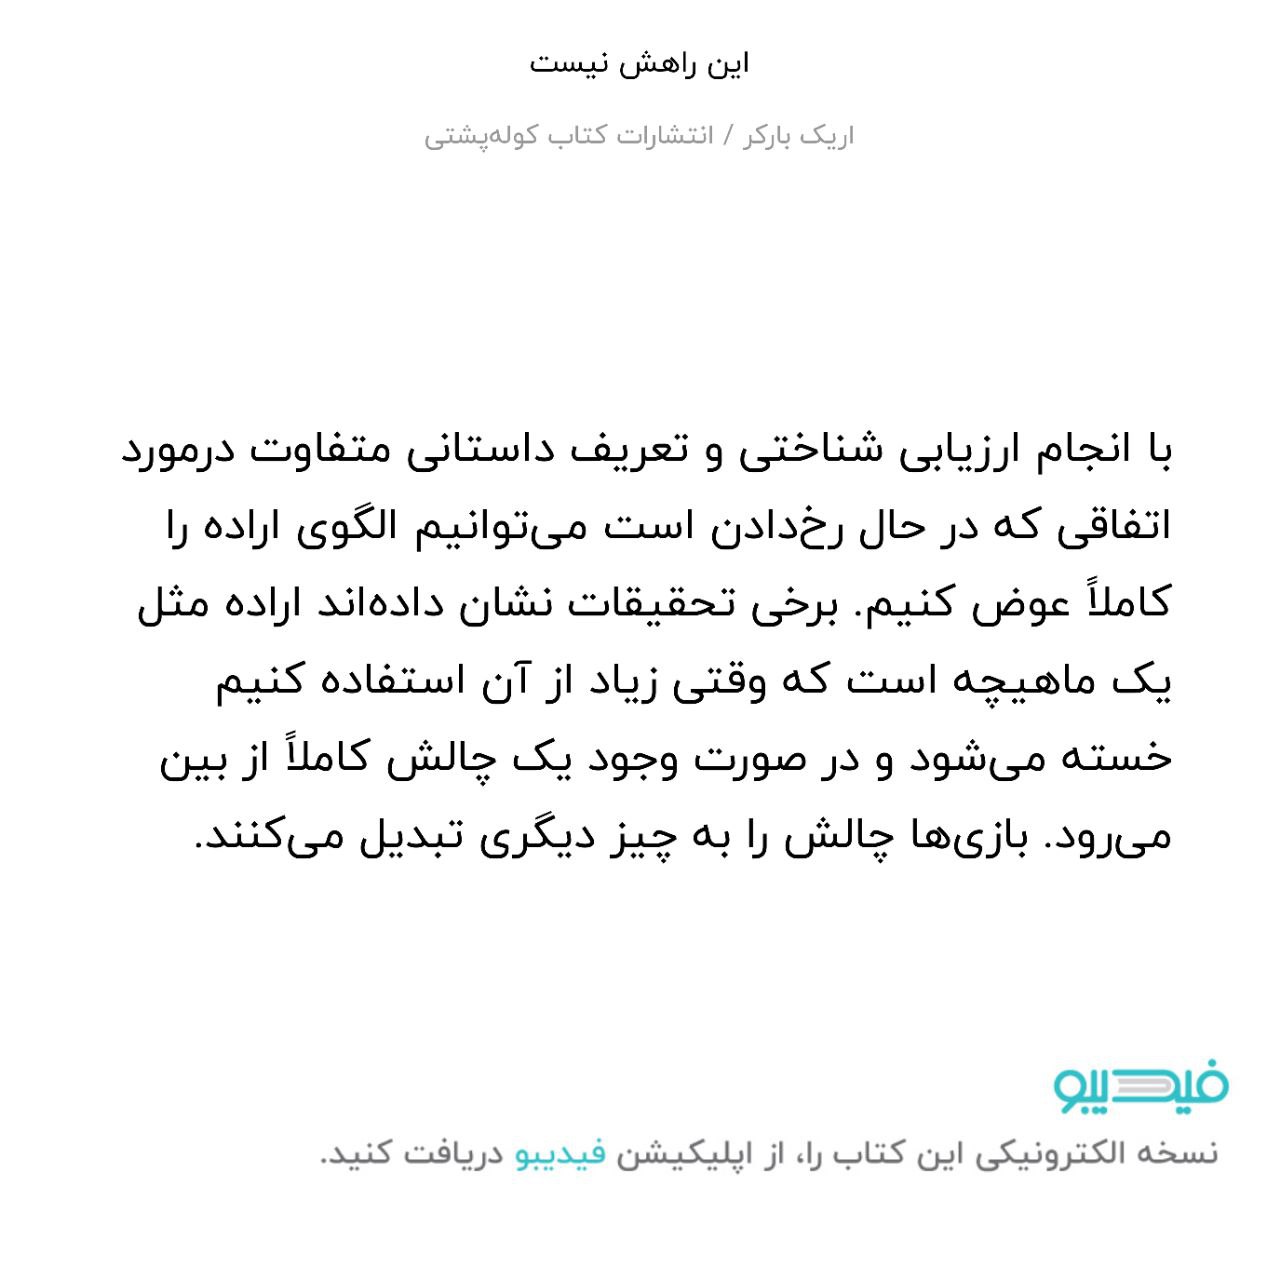 این راهش نیست
اریک بارکر / انتشارات کتاب کوله‌پشتی
با انجام ارزیابی شناختی و تعریف داستانی متفاوت درمورد
اتفاقی که در حال رخ‌دادن است می‌توانیم الگوی اراده را
کاملاً عوض کنیم. برخی تحقیقات نشان داده‌اند اراده مثل
یک ماهیچه است که وقتی زیاد از آن استفاده کنیم
خسته می‌شود و در صورت وجود یک چالش کاملاً از بین
می‌رود. بازی‌ها چالش را به چیز دیگری تبدیل می‌کنند.
فیدیبو
نسخه الکترونیکی این کتاب را، از اپلیکیشن فیدیبو دریافت کنید.